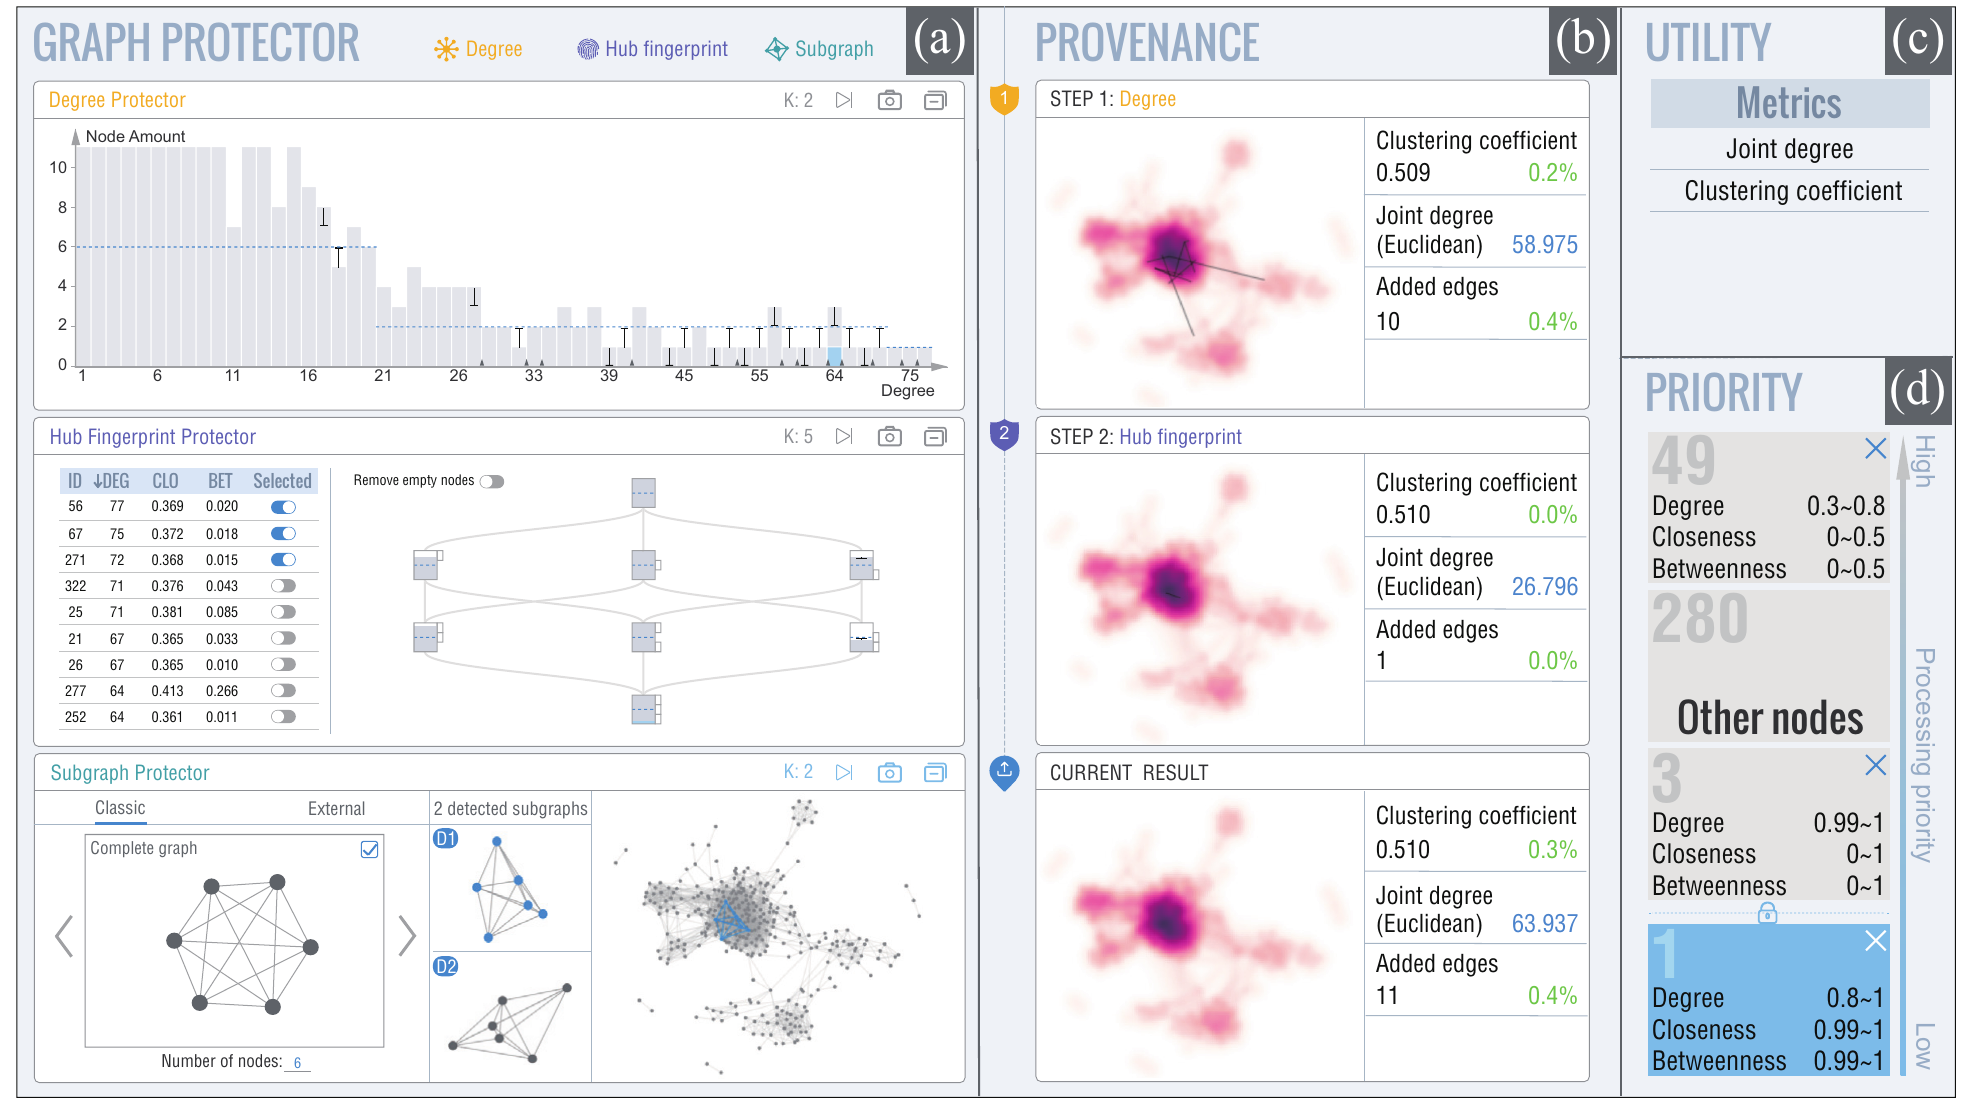 GRAPH PROTECTOR
Degree
Hub fingerprint
Subgraph
(a)
Degree Protector
K: 2
Node Amount
10
8
6
4
2
0
1 6 11 16 21 26 33 39 45 55 64 75
Degree
Hub Fingerprint Protector
K: 5
ID ↓DEG CLO BET Selected
56 77 0.369 0.020
67 75 0.372 0.018
271 72 0.368 0.015
322 71 0.376 0.043
25 71 0.381 0.085
21 67 0.365 0.033
26 67 0.365 0.010
277 64 0.413 0.266
252 64 0.361 0.011
Remove empty nodes
Subgraph Protector
K: 2
Classic
External
2 detected subgraphs
Complete graph
Number of nodes: 6
D1
D2
PROVENANCE
(b)
1
STEP 1: Degree
Clustering coefficient
0.509 0.2%
Joint degree
(Euclidean) 58.975
Added edges
10 0.4%
2
STEP 2: Hub fingerprint
Clustering coefficient
0.510 0.0%
Joint degree
(Euclidean) 26.796
Added edges
1 0.0%
CURRENT RESULT
Clustering coefficient
0.510 0.3%
Joint degree
(Euclidean) 63.937
Added edges
11 0.4%
UTILITY
(c)
Metrics
Joint degree
Clustering coefficient
PRIORITY
(d)
49
Degree 0.3~0.8
Closeness 0~0.5
Betweenness 0~0.5
280
Other nodes
3
Degree 0.99~1
Closeness 0~1
Betweenness 0~1
1
Degree 0.8~1
Closeness 0.99~1
Betweenness 0.99~1
High
Processing priority
Low